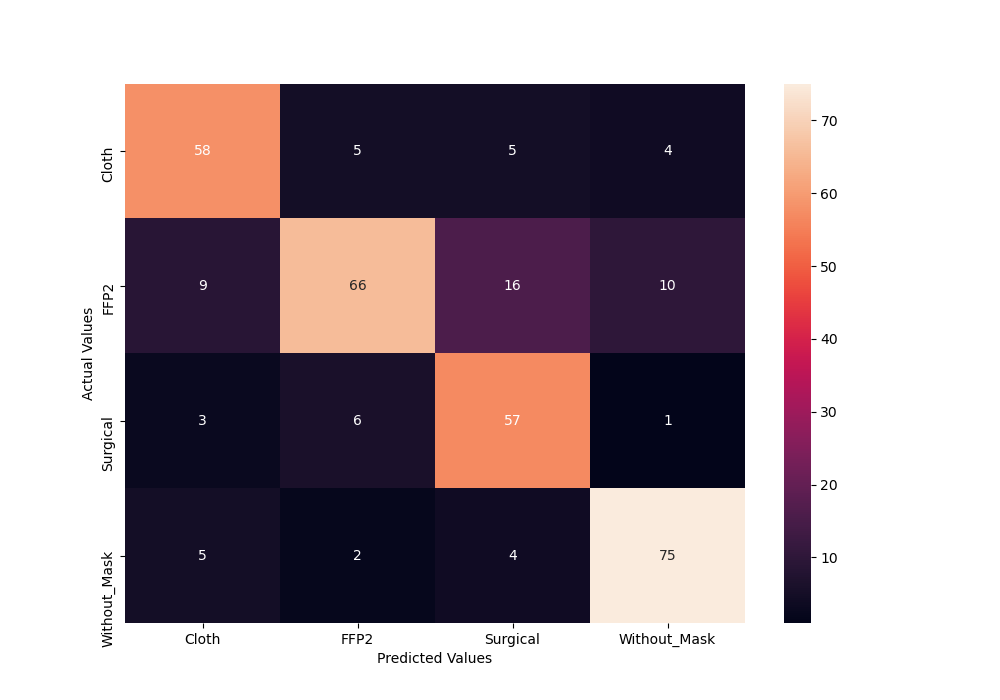 Actual Values
Cloth
58 5 5 4
FFP2
9 66 16 10
Surgical
3 6 57 1
Without_Mask
5 2 4 75
Cloth FFP2 Surgical Without_Mask
Predicted Values
70
60
50
40
30
20
10